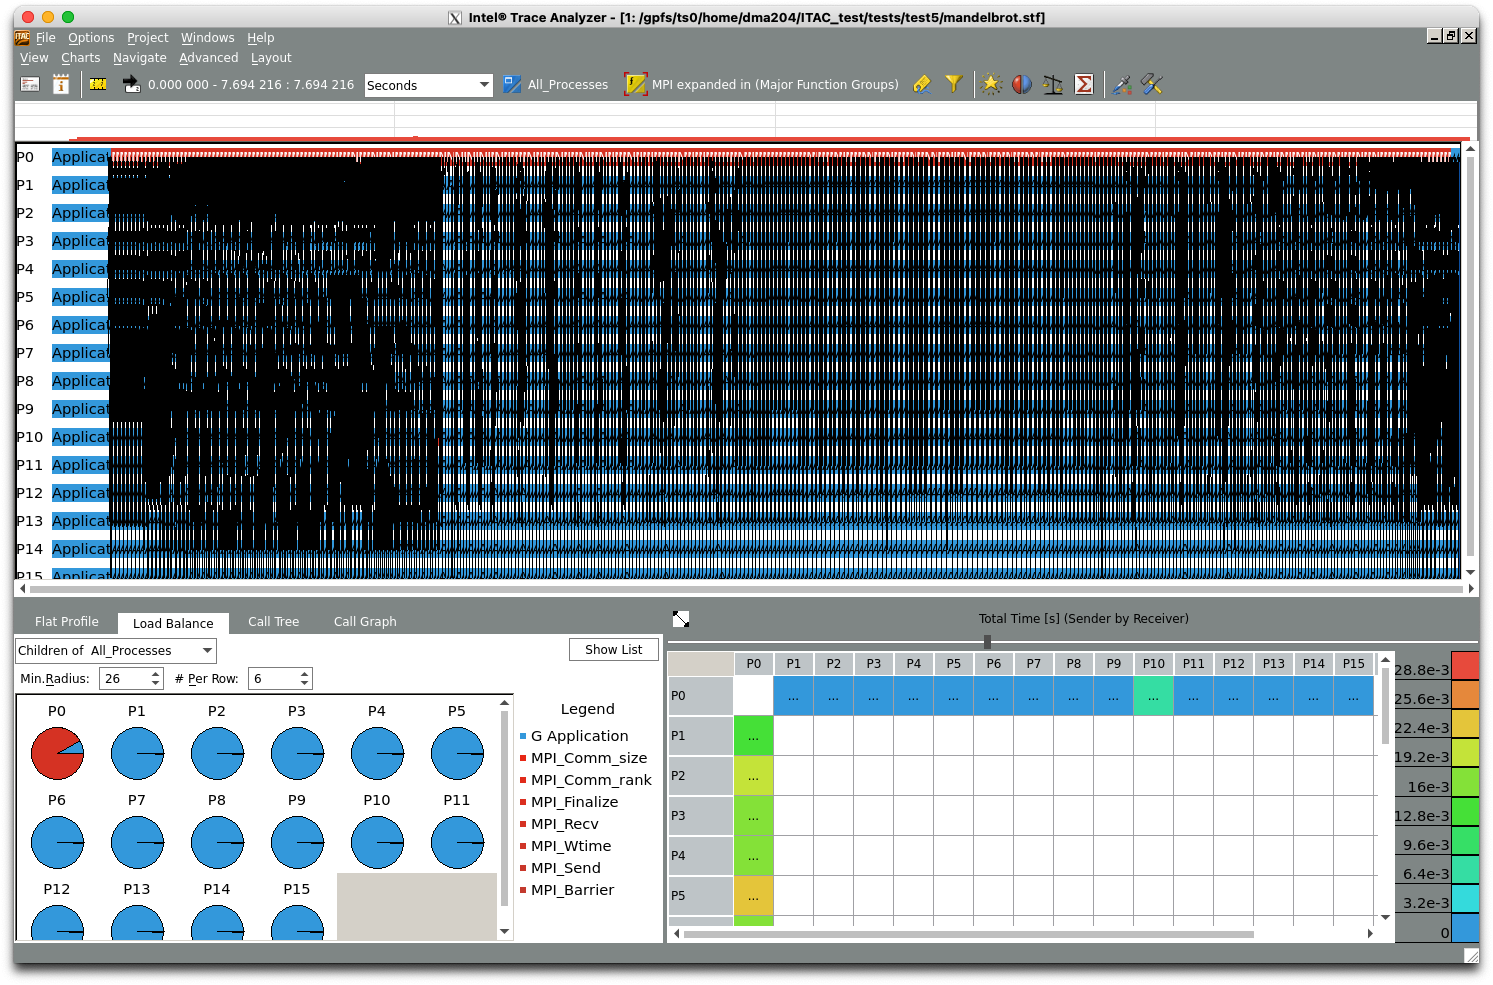 Intel® Trace Analyzer - [1: /gpfs/ts0/home/dma204/ITAC_test/tests/test5/mandelbrot.stf]
ITAC File Options Project Windows Help
View Charts Navigate Advanced Layout
0.000 000 - 7.694 216 : 7.694 216 Seconds All_Processes MPI expanded in (Major Function Groups)
P0 Applicat
P1 Applicat
P2 Applicat
P3 Applicat
P4 Applicat
P5 Applicat
P6 Applicat
P7 Applicat
P8 Applicat
P9 Applicat
P10 Applicat
P11 Applicat
P12 Applicat
P13 Applicat
P14 Applicat
P15 Applicat
Flat Profile Load Balance Call Tree Call Graph
Children of All_Processes Show List
Min.Radius: 26 # Per Row: 6
P0 P1 P2 P3 P4 P5
P6 P7 P8 P9 P10 P11
P12 P13 P14 P15
Legend
G Application
MPI_Comm_size
MPI_Comm_rank
MPI_Finalize
MPI_Recv
MPI_Wtime
MPI_Send
MPI_Barrier
Total Time [s] (Sender by Receiver)
P0 P1 P2 P3 P4 P5 P6 P7 P8 P9 P10 P11 P12 P13 P14 P15
P0 ... ... ... ... ... ... ... ... ... ... ... ... ... ... ...
P1 ...
P2 ...
P3 ...
P4 ...
P5 ...
28.8e-3
25.6e-3
22.4e-3
19.2e-3
16e-3
12.8e-3
9.6e-3
6.4e-3
3.2e-3
0